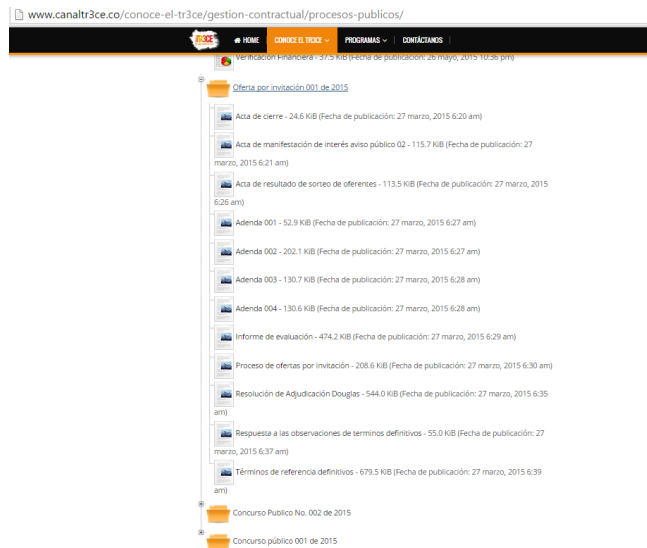 www.canaltr3ce.co/conoce-el-tr3ce/gestion-contractual/procesos-publicos/
TR3CE HOME CONOCE EL TR3CE PROGRAMAS CONTÁCTANOS
Verificación Financiera - 37.5 KiB (Fecha de publicación: 26 mayo, 2015 10:36 pm)
Oferta por invitación 001 de 2015
Acta de cierre - 24.6 KiB (Fecha de publicación: 27 marzo, 2015 6:20 am)
Acta de manifestación de interés aviso público 02 - 115.7 KiB (Fecha de publicación: 27
marzo, 2015 6:21 am)
Acta de resultado de sorteo de oferentes - 113.5 KiB (Fecha de publicación: 27 marzo, 2015
6:26 am)
Adenda 001 - 52.9 KiB (Fecha de publicación: 27 marzo, 2015 6:27 am)
Adenda 002 - 202.1 KiB (Fecha de publicación: 27 marzo, 2015 6:27 am)
Adenda 003 - 130.7 KiB (Fecha de publicación: 27 marzo, 2015 6:28 am)
Adenda 004 - 130.6 KiB (Fecha de publicación: 27 marzo, 2015 6:28 am)
Informe de evaluación - 474.2 KiB (Fecha de publicación: 27 marzo, 2015 6:29 am)
Proceso de ofertas por invitación - 208.6 KiB (Fecha de publicación: 27 marzo, 2015 6:30 am)
Resolución de Adjudicación Douglas - 544.0 KiB (Fecha de publicación: 27 marzo, 2015 6:35
am)
Respuesta a las observaciones de terminos definitivos - 55.0 KiB (Fecha de publicación: 27
marzo, 2015 6:37 am)
Términos de referencia definitivos - 679.5 KiB (Fecha de publicación: 27 marzo, 2015 6:39
am)
Concurso Publico No. 002 de 2015
Concurso público 001 de 2015